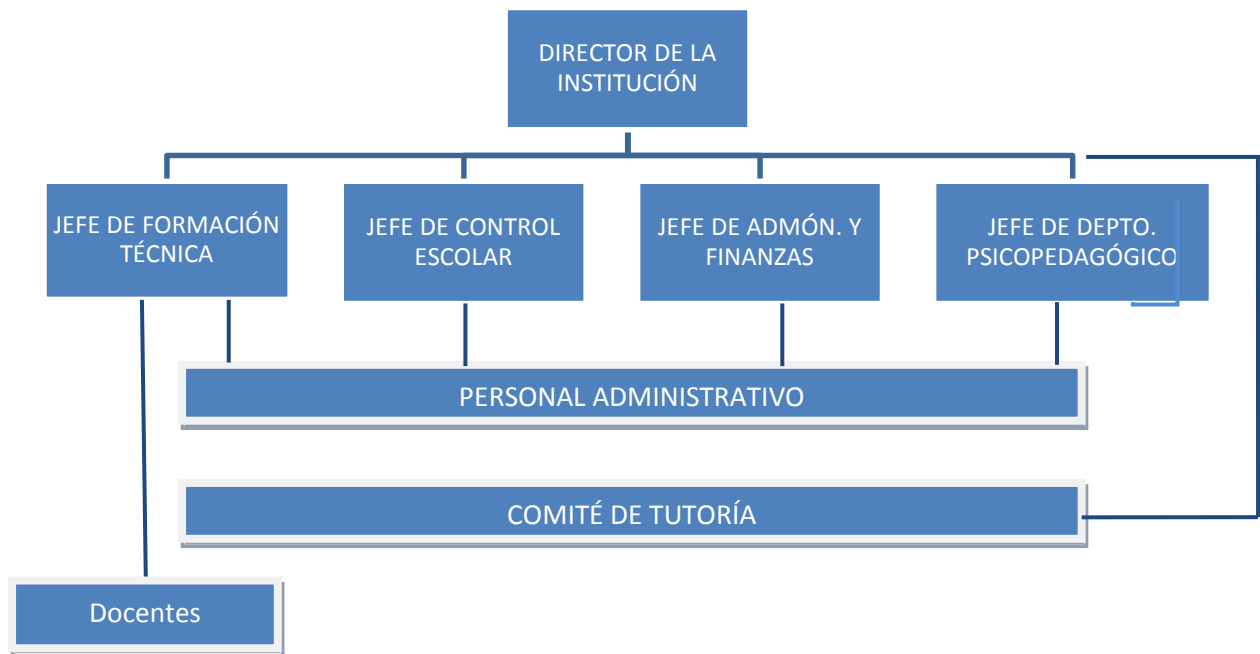 DIRECTOR DE LA
INSTITUCIÓN
JEFE DE FORMACIÓN
TÉCNICA
JEFE DE CONTROL
ESCOLAR
JEFE DE ADMÓN. Y
FINANZAS
JEFE DE DEPTO.
PSICOPEDAGÓGICO
PERSONAL ADMINISTRATIVO
COMITÉ DE TUTORÍA
Docentes